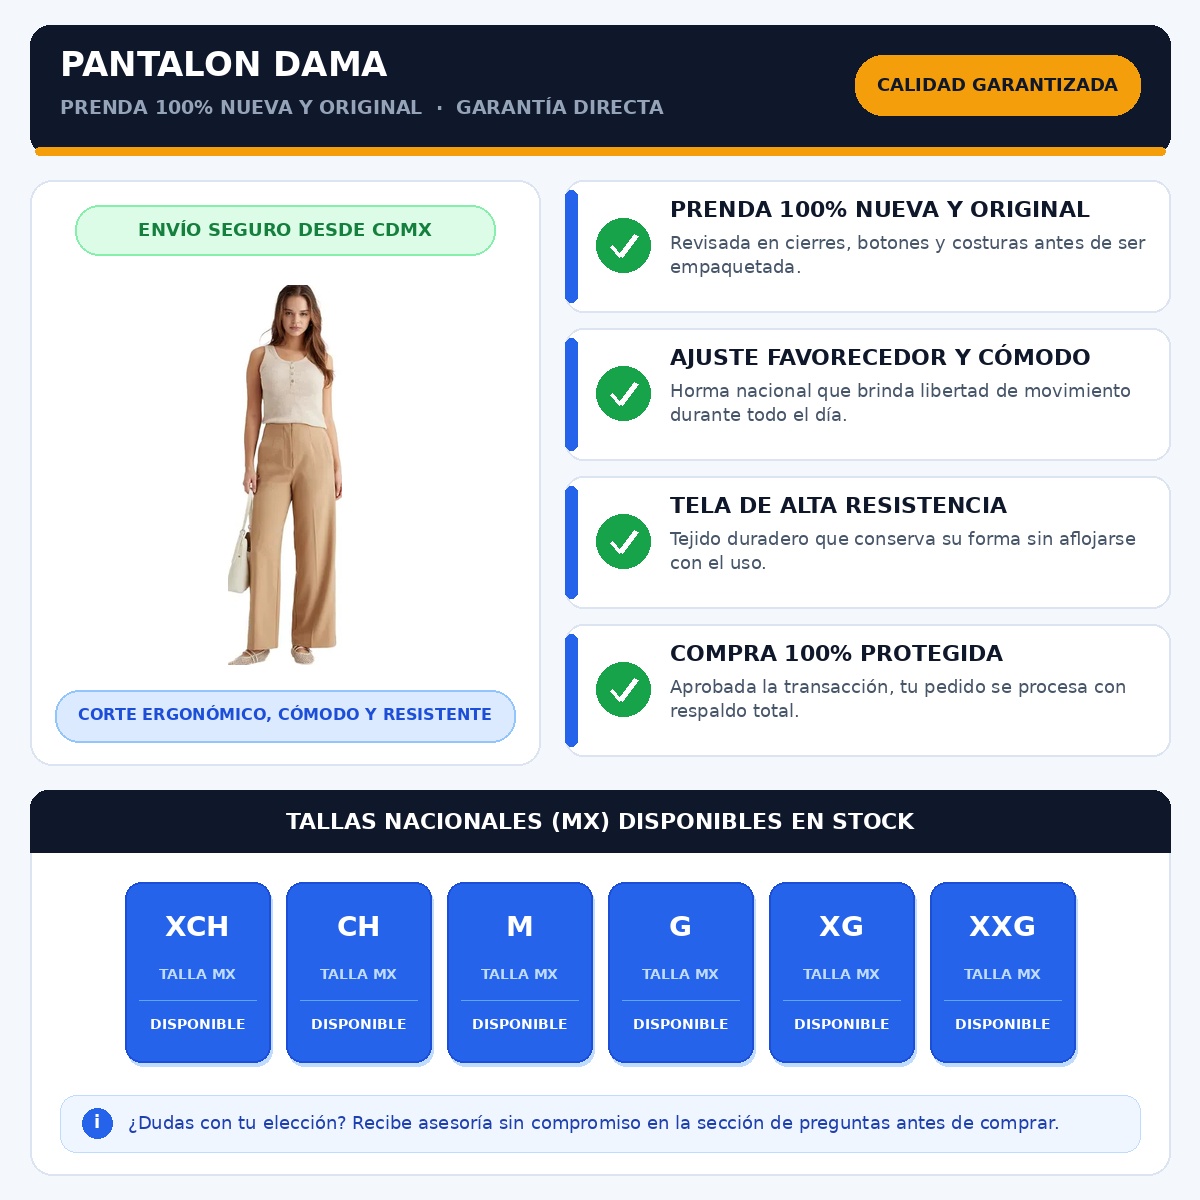 PANTALON DAMA
PRENDA 100% NUEVA Y ORIGINAL · GARANTÍA DIRECTA
CALIDAD GARANTIZADA
ENVÍO SEGURO DESDE CDMX
CORTE ERGONÓMICO, CÓMODO Y RESISTENTE
PRENDA 100% NUEVA Y ORIGINAL
Revisada en cierres, botones y costuras antes de ser
empaquetada.
AJUSTE FAVORECEDOR Y CÓMODO
Horma nacional que brinda libertad de movimiento
durante todo el día.
TELA DE ALTA RESISTENCIA
Tejido duradero que conserva su forma sin aflojarse
con el uso.
COMPRA 100% PROTEGIDA
Aprobada la transacción, tu pedido se procesa con
respaldo total.
TALLAS NACIONALES (MX) DISPONIBLES EN STOCK
XCH
TALLA MX
DISPONIBLE
CH
TALLA MX
DISPONIBLE
M
TALLA MX
DISPONIBLE
G
TALLA MX
DISPONIBLE
XG
TALLA MX
DISPONIBLE
XXG
TALLA MX
DISPONIBLE
i ¿Dudas con tu elección? Recibe asesoría sin compromiso en la sección de preguntas antes de comprar.